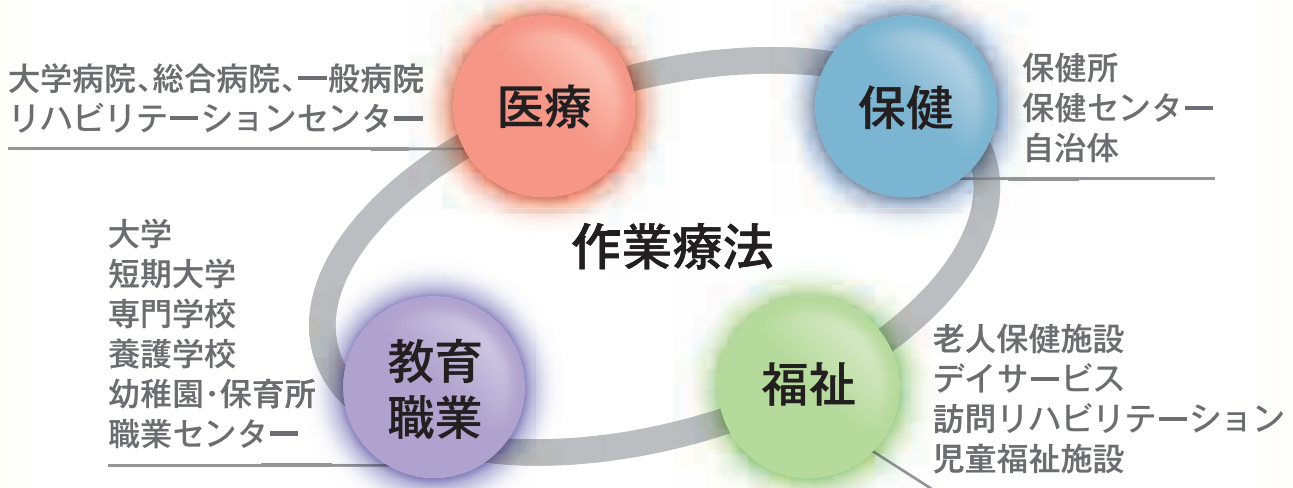 大学病院、総合病院、一般病院
リハビリテーションセンター
医療
保健
保健所
保健センター
自治体
作業療法
大学
短期大学
専門学校
養護学校
幼稚園・保育所
職業センター
教育
職業
福祉
老人保健施設
デイサービス
訪問リハビリテーション
児童福祉施設